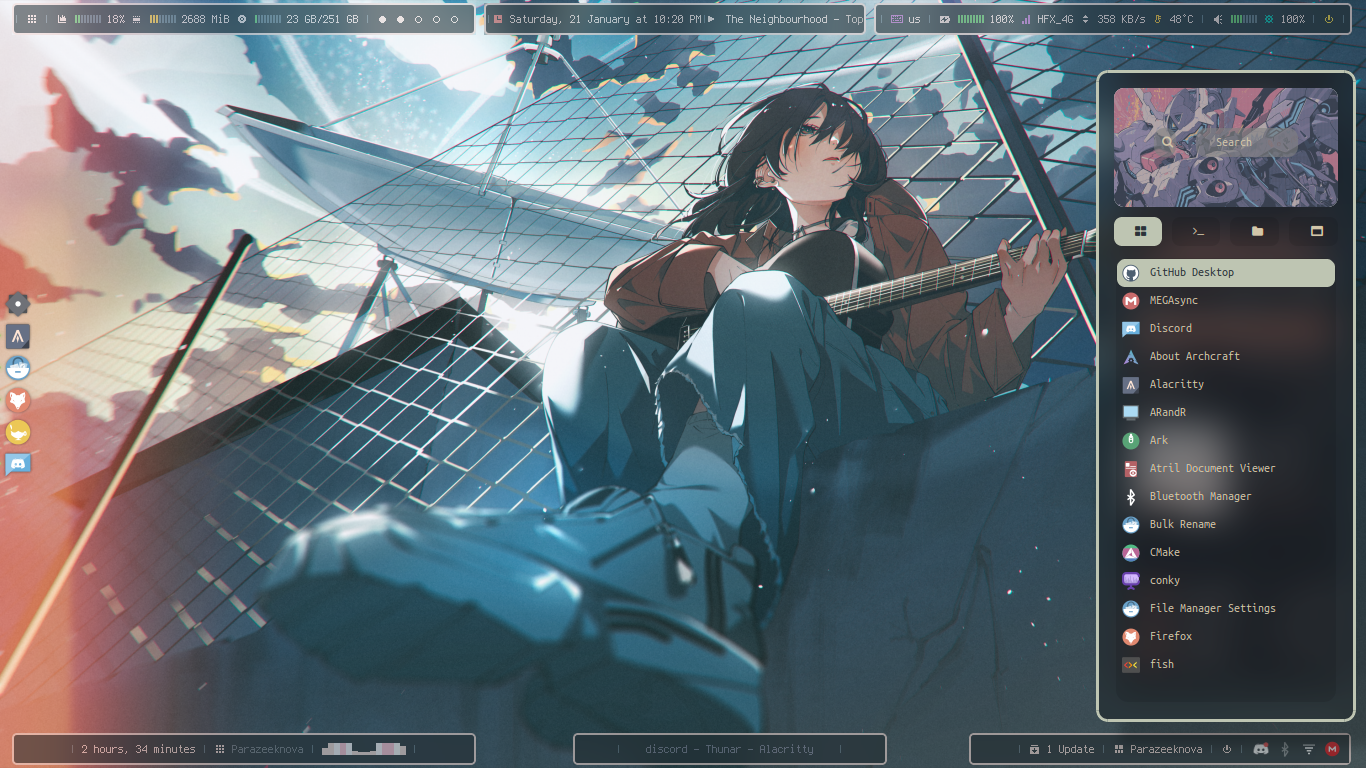 18% 2688 MiB 23 GB/251 GB
Saturday, 21 January at 10:20 PM The Neighbourhood - Top
us 100% HFX_4G 358 KB/s 48°C 100%
Search
GitHub Desktop
MEGAsync
Discord
About Archcraft
Alacritty
ARandR
Ark
Atril Document Viewer
Bluetooth Manager
Bulk Rename
CMake
conky
File Manager Settings
Firefox
fish
2 hours, 34 minutes Parazeeknova
discord - Thunar - Alacritty
1 Update Parazeeknova